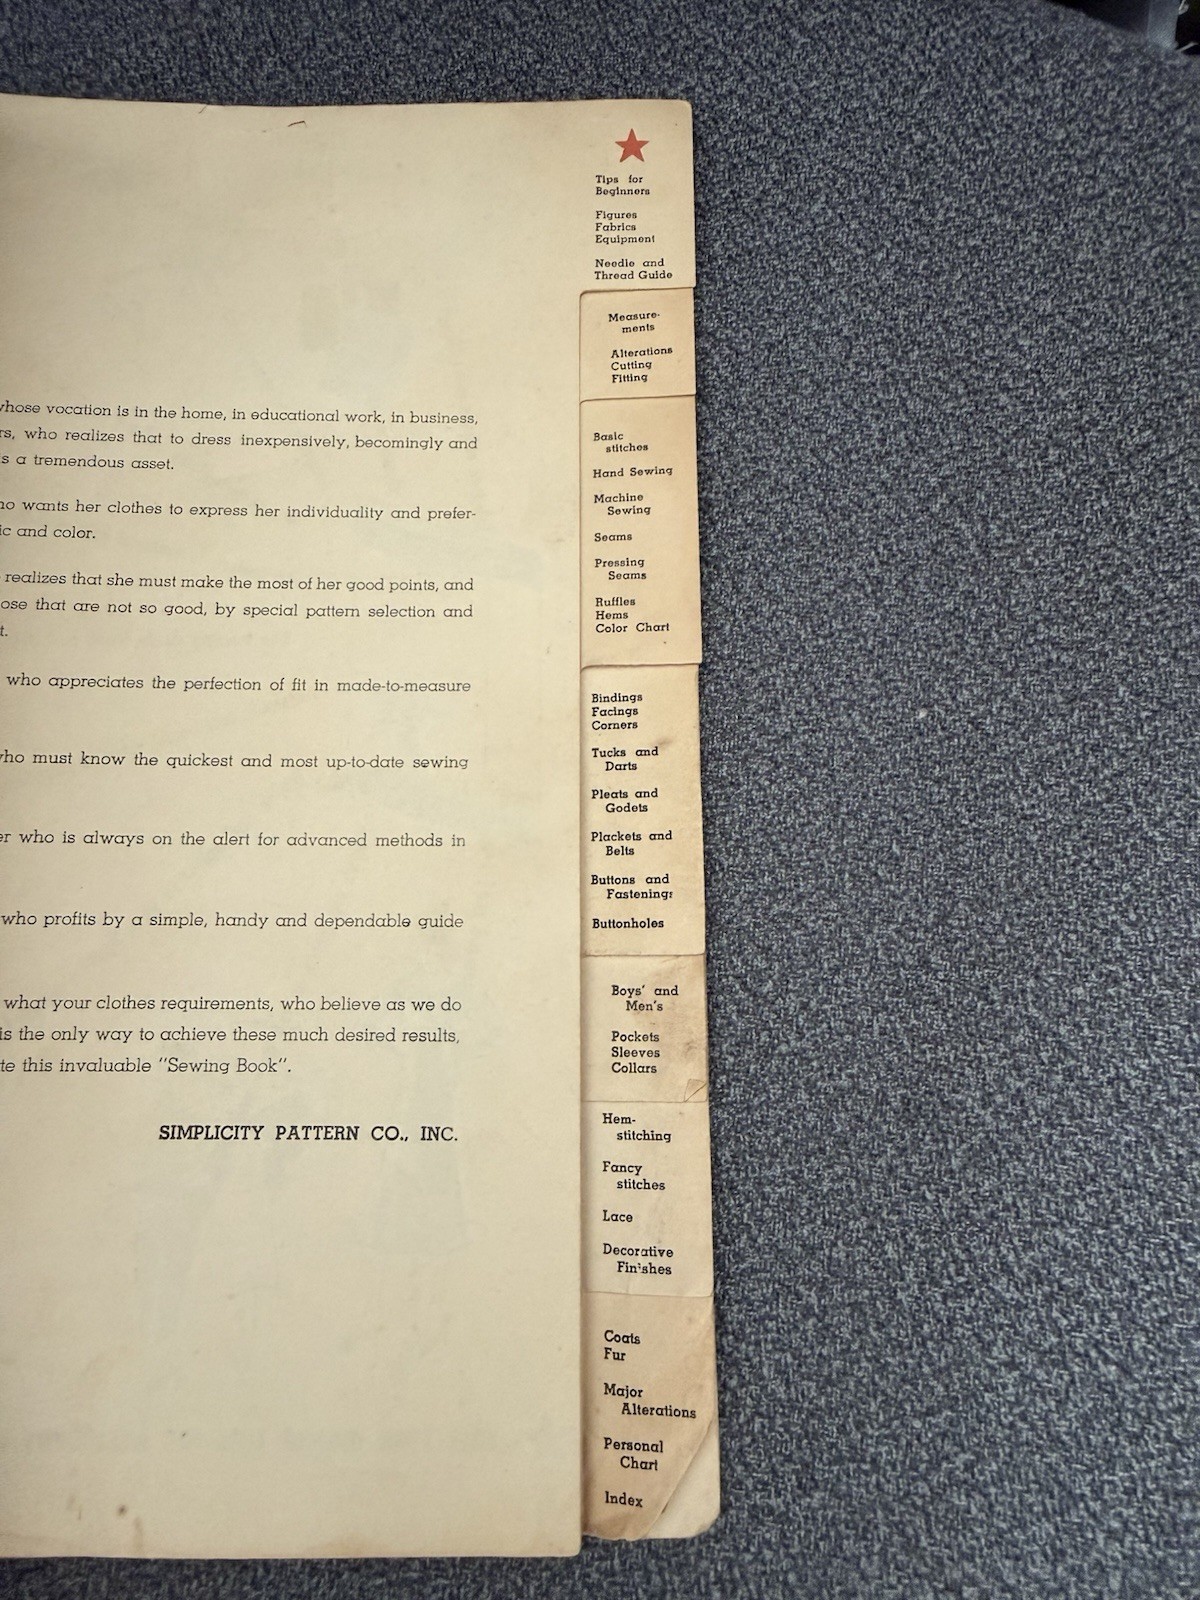 whose vocation is in the home, in educational work, in business,
who realizes that to dress inexpensively, becomingly and
a tremendous asset.
wants her clothes to express her individuality and prefer-
and color.
realizes that she must make the most of her good points, and
that are not so good, by special pattern selection and
who appreciates the perfection of fit in made-to-measure
who must know the quickest and most up-to-date sewing
who is always on the alert for advanced methods in
who profits by a simple, handy and dependable guide
what your clothes requirements, who believe as we do
is the only way to achieve these much desired results,
this invaluable "Sewing Book".
SIMPLICITY PATTERN CO., INC.
Tips for
Beginners
Figures
Fabrics
Equipment
Needle and
Thread Guide
Measure-
ments
Alterations
Cutting
Fitting
Basic
stitches
Hand Sewing
Machine
Sewing
Seams
Pressing
Seams
Ruffles
Hems
Color Chart
Bindings
Facings
Corners
Tucks and
Darts
Pleats and
Godets
Plackets and
Belts
Buttons and
Fastenings
Buttonholes
Boys' and
Men's
Pockets
Sleeves
Collars
Hem-
stitching
Fancy
stitches
Lace
Decorative
Finishes
Coats
Fur
Major
Alterations
Personal
Chart
Index